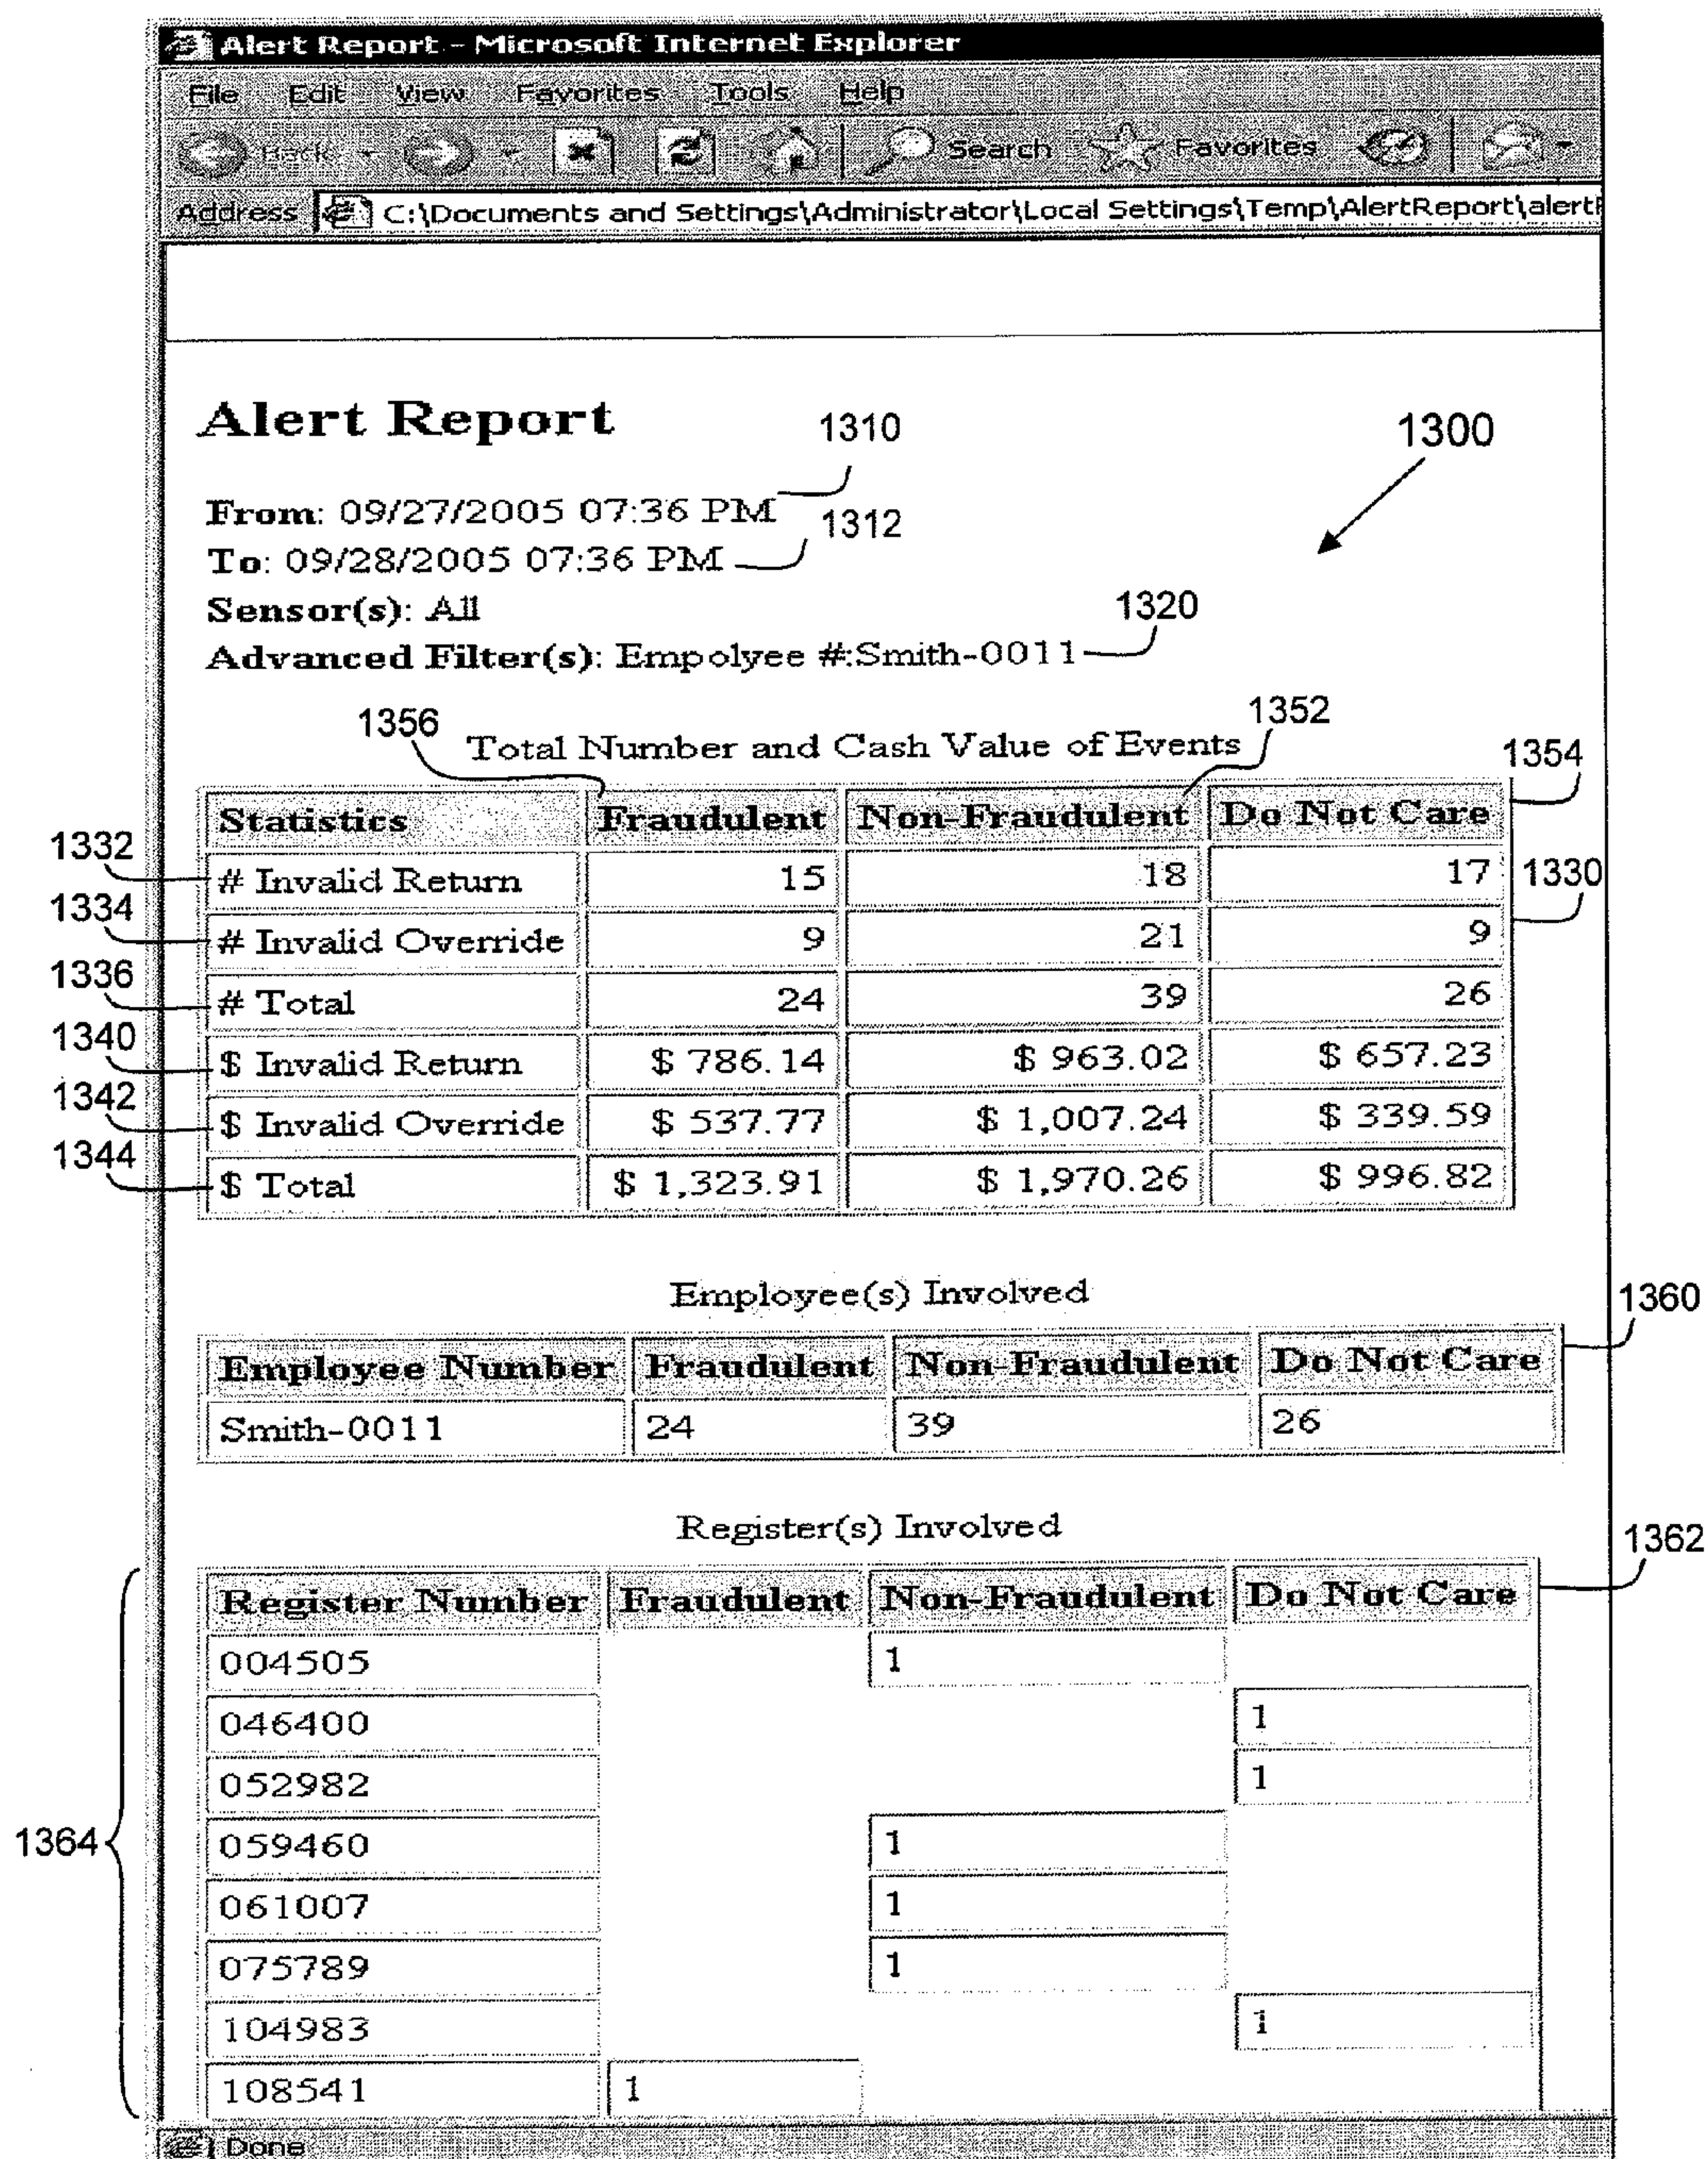 Alert Report - Microsoft Internet Explorer
File Edit View Favorites Tools Help
Back Search Favorites
Address C:\Documents and Settings\Administrator\Local Settings\Temp\AlertReport\alert
Alert Report
1310
1300
From: 09/27/2005 07:36 PM
1312
To: 09/28/2005 07:36 PM
Sensor(s): All
1320
Advanced Filter(s): Empolyee #:Smith-0011
1356
1352
Total Number and Cash Value of Events
1354
Statistics Fraudulent Non-Fraudulent Do Not Care
1332
# Invalid Return 15 18 17
1330
1334
# Invalid Override 9 21 9
1336
# Total 24 39 26
1340
$ Invalid Return $ 786.14 $ 963.02 $ 657.23
1342
$ Invalid Override $ 537.77 $ 1,007.24 $ 339.59
1344
$ Total $ 1,323.91 $ 1,970.26 $ 996.82
Employee(s) Involved
1360
Employee Number Fraudulent Non-Fraudulent Do Not Care
Smith-0011 24 39 26
Register(s) Involved
1362
Register Number Fraudulent Non-Fraudulent Do Not Care
004505 1
046400 1
052982 1
1364
059460 1
061007 1
075789 1
104983 1
108541 1
Done